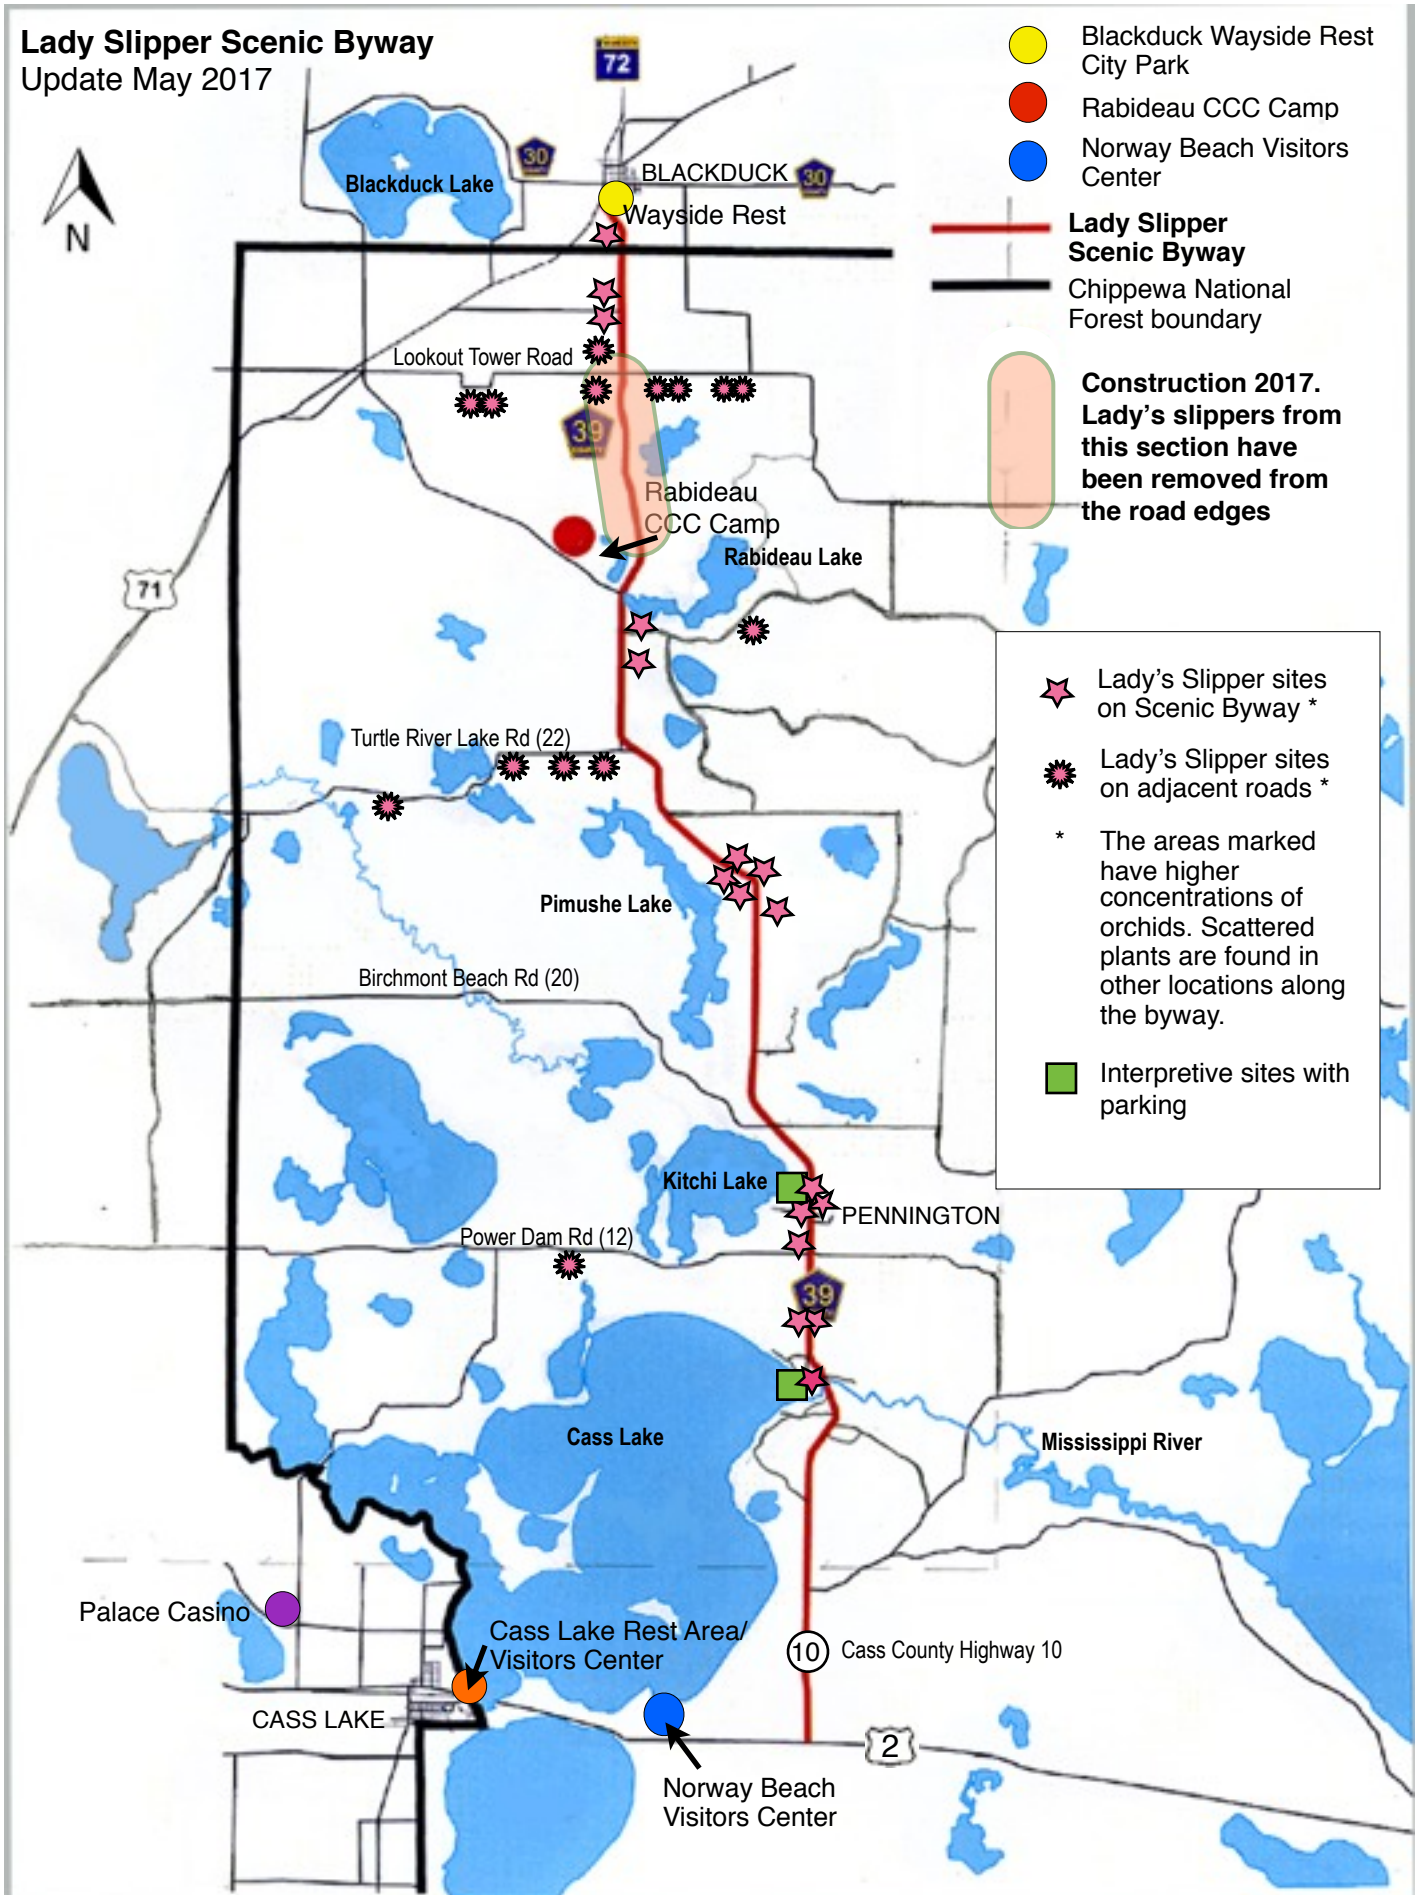 Lady Slipper Scenic Byway
Update May 2017
72
Blackduck Wayside Rest
City Park
Rabideau CCC Camp
Norway Beach Visitors
Center
Lady Slipper
Scenic Byway
Chippewa National
Forest boundary
Construction 2017.
Lady's slippers from
this section have
been removed from
the road edges
N
30
BLACKDUCK
30
Blackduck Lake
Wayside Rest
Lookout Tower Road
39
Rabideau
CCC Camp
Rabideau Lake
71
Lady's Slipper sites
on Scenic Byway *
Lady's Slipper sites
on adjacent roads *
* The areas marked
have higher
concentrations of
orchids. Scattered
plants are found in
other locations along
the byway.
Interpretive sites with
parking
Turtle River Lake Rd (22)
Pimushe Lake
Birchmont Beach Rd (20)
Kitchi Lake
PENNINGTON
Power Dam Rd (12)
39
Cass Lake
Mississippi River
Palace Casino
Cass Lake Rest Area/
Visitors Center
10
Cass County Highway 10
CASS LAKE
2
Norway Beach
Visitors Center